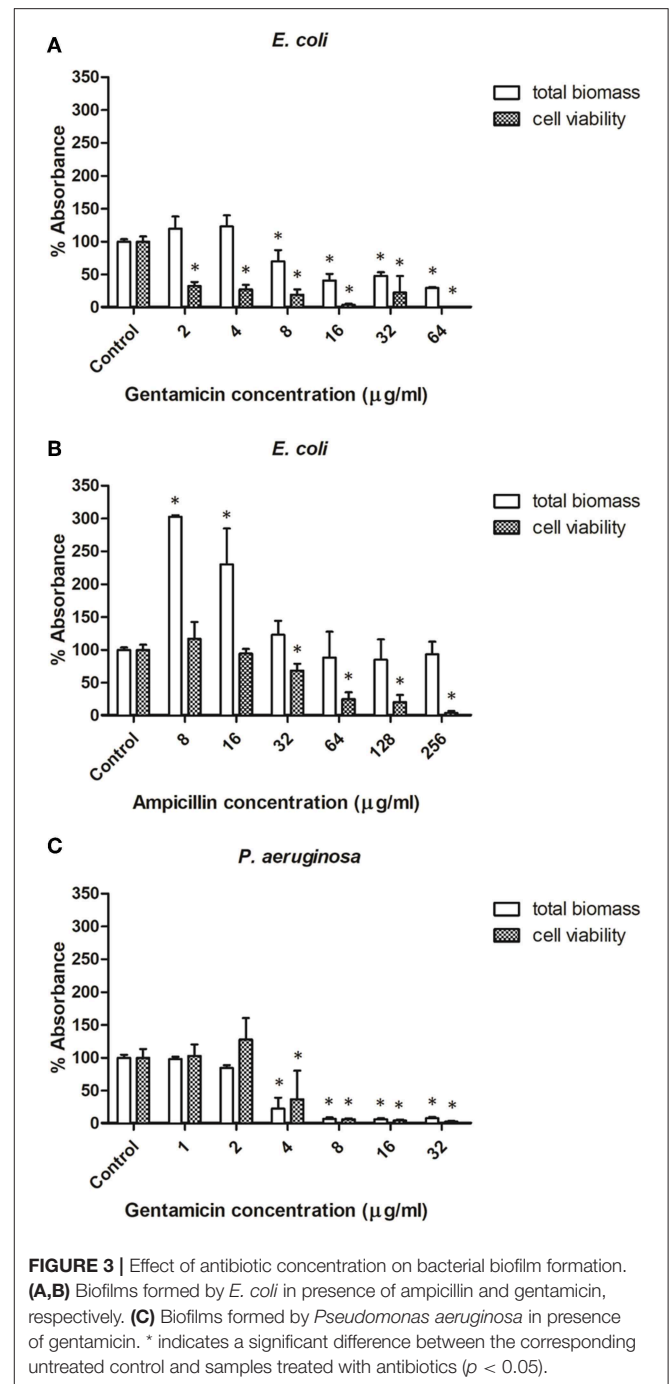 A
E. coli
350
300
250
200
150
100
50
0
% Absorbance
total biomass
cell viability
* * * * * * * * * *
Control 2 4 8 16 32 64
Gentamicin concentration (μg/ml)
B
E. coli
350
300
250
200
150
100
50
0
% Absorbance
total biomass
cell viability
* * * * * *
Control 8 16 32 64 128 256
Ampicillin concentration (μg/ml)
C
P. aeruginosa
350
300
250
200
150
100
50
0
% Absorbance
total biomass
cell viability
* * * * * * * *
Control 1 2 4 8 16 32
Gentamicin concentration (μg/ml)
FIGURE 3 | Effect of antibiotic concentration on bacterial biofilm formation.
(A,B) Biofilms formed by E. coli in presence of ampicillin and gentamicin,
respectively. (C) Biofilms formed by Pseudomonas aeruginosa in presence
of gentamicin. * indicates a significant difference between the corresponding
untreated control and samples treated with antibiotics (p < 0.05).